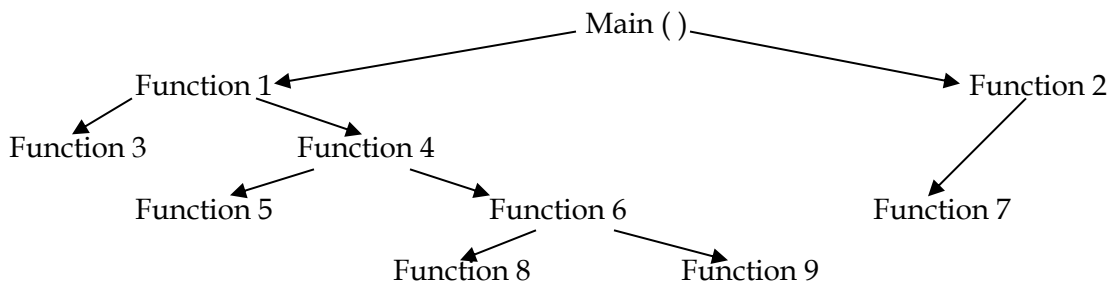 Main ( )
Function 1
Function 2
Function 3
Function 4
Function 5
Function 6
Function 7
Function 8
Function 9